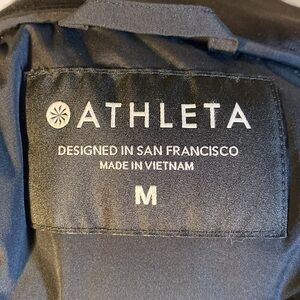 ATHLETA
DESIGNED IN SAN FRANCISCO
MADE IN VIETNAM
M